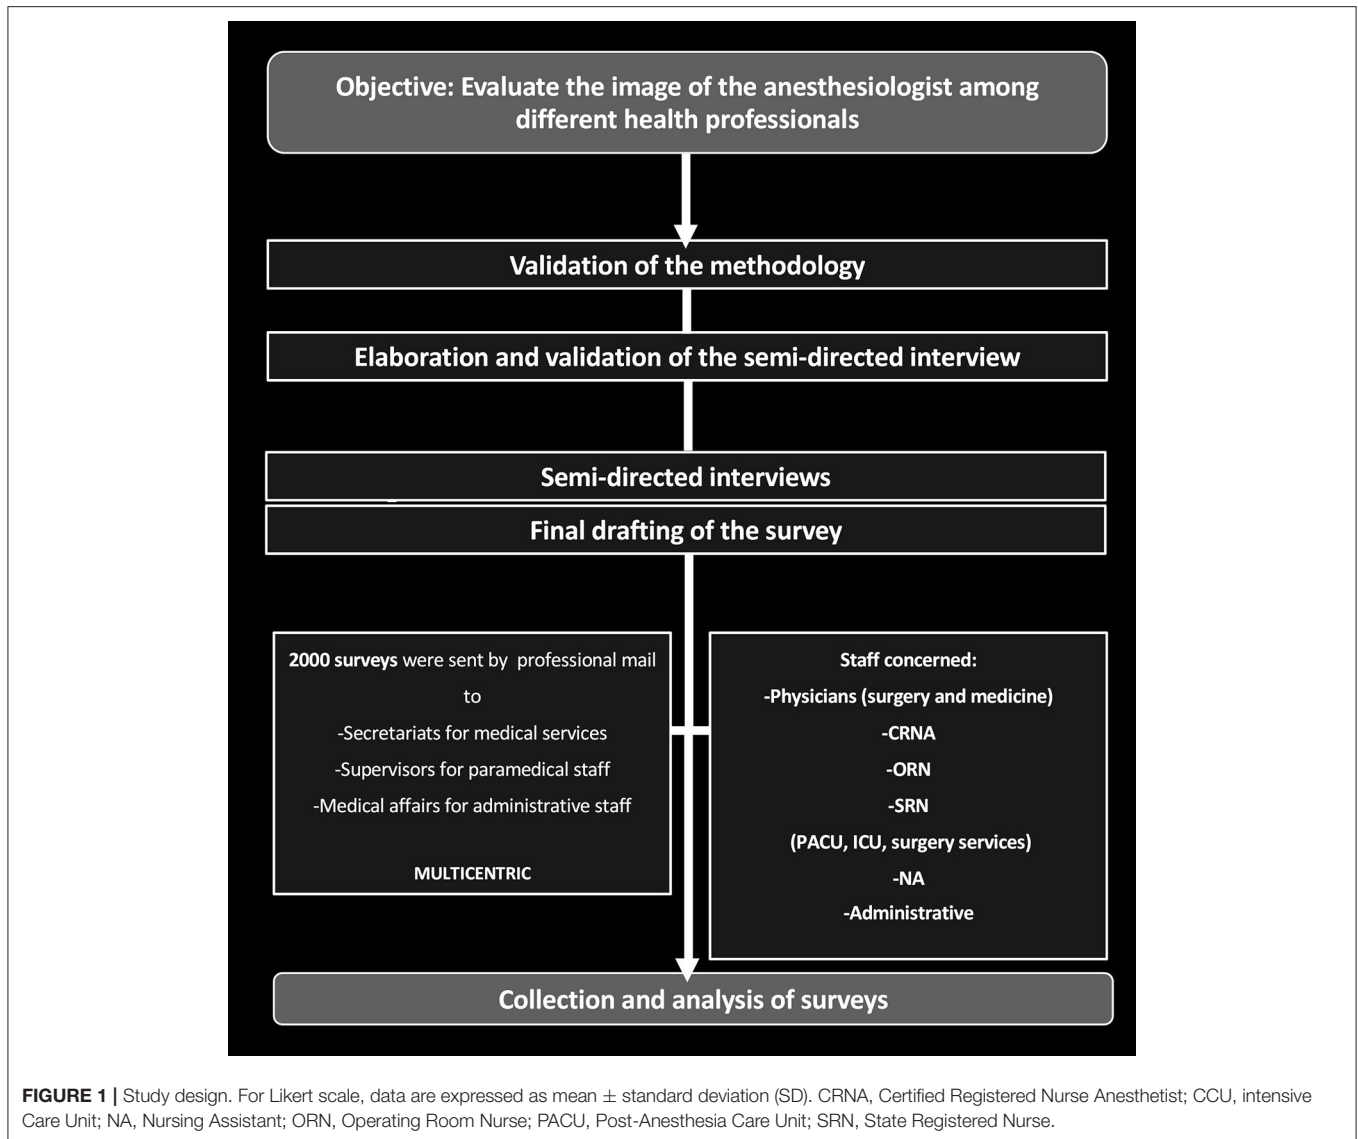 Objective: Evaluate the image of the anesthesiologist among
different health professionals
Validation of the methodology
Elaboration and validation of the semi-directed interview
Semi-directed interviews
Final drafting of the survey
2000 surveys were sent by professional mail
to
-Secretariats for medical services
-Supervisors for paramedical staff
-Medical affairs for administrative staff
MULTICENTRIC
Staff concerned:
-Physicians (surgery and medicine)
-CRNA
-ORN
-SRN
(PACU, ICU, surgery services)
-NA
-Administrative
Collection and analysis of surveys
FIGURE 1 | Study design. For Likert scale, data are expressed as mean ± standard deviation (SD). CRNA, Certified Registered Nurse Anesthetist; CCU, intensive
Care Unit; NA, Nursing Assistant; ORN, Operating Room Nurse; PACU, Post-Anesthesia Care Unit; SRN, State Registered Nurse.